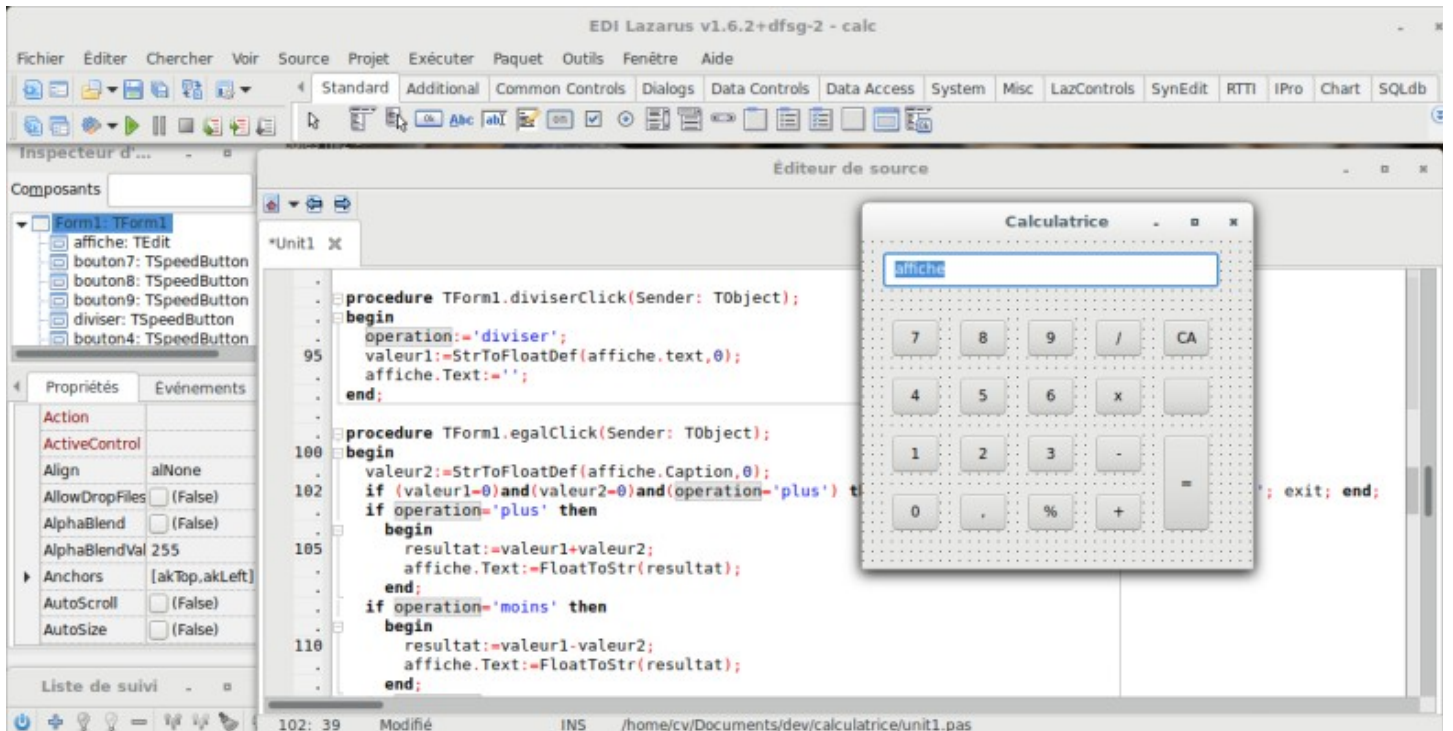 EDI Lazarus v1.6.2+dfsg-2 - calc
Fichier Éditer Chercher Voir Source Projet Exécuter Paquet Outils Fenêtre Aide
Standard Additional Common Controls Dialogs Data Controls Data Access System Misc LazControls SynEdit RTTI IPro Chart SQLdb
Inspecteur d'...
Composants
Form1: TForm1
affiche: TEdit
bouton7: TSpeedButton
bouton8: TSpeedButton
bouton9: TSpeedButton
diviser: TSpeedButton
bouton4: TSpeedButton
Propriétés Événements
Action
ActiveControl
Align alNone
AllowDropFiles (False)
AlphaBlend (False)
AlphaBlendVal 255
Anchors [akTop,akLeft]
AutoScroll (False)
AutoSize (False)
Liste de suivi
Éditeur de source
*Unit1
procedure TForm1.diviserClick(Sender: TObject);
begin
operation:='diviser';
95 valeur1:=StrToFloatDef(affiche.text,0);
affiche.Text:='';
end;
procedure TForm1.egalClick(Sender: TObject);
100 begin
valeur2:=StrToFloatDef(affiche.Caption,0);
102 if (valeur1=0)and(valeur2=0)and(operation='plus') t '; exit; end;
if operation='plus' then
begin
105 resultat:=valeur1+valeur2;
affiche.Text:=FloatToStr(resultat);
end;
if operation='moins' then
begin
110 resultat:=valeur1-valeur2;
affiche.Text:=FloatToStr(resultat);
end;
102: 39 Modifié INS /home/cv/Documents/dev/calculatrice/unit1.pas
Calculatrice
affiche
7 8 9 / CA
4 5 6 x
1 2 3 -
=
0 , % +